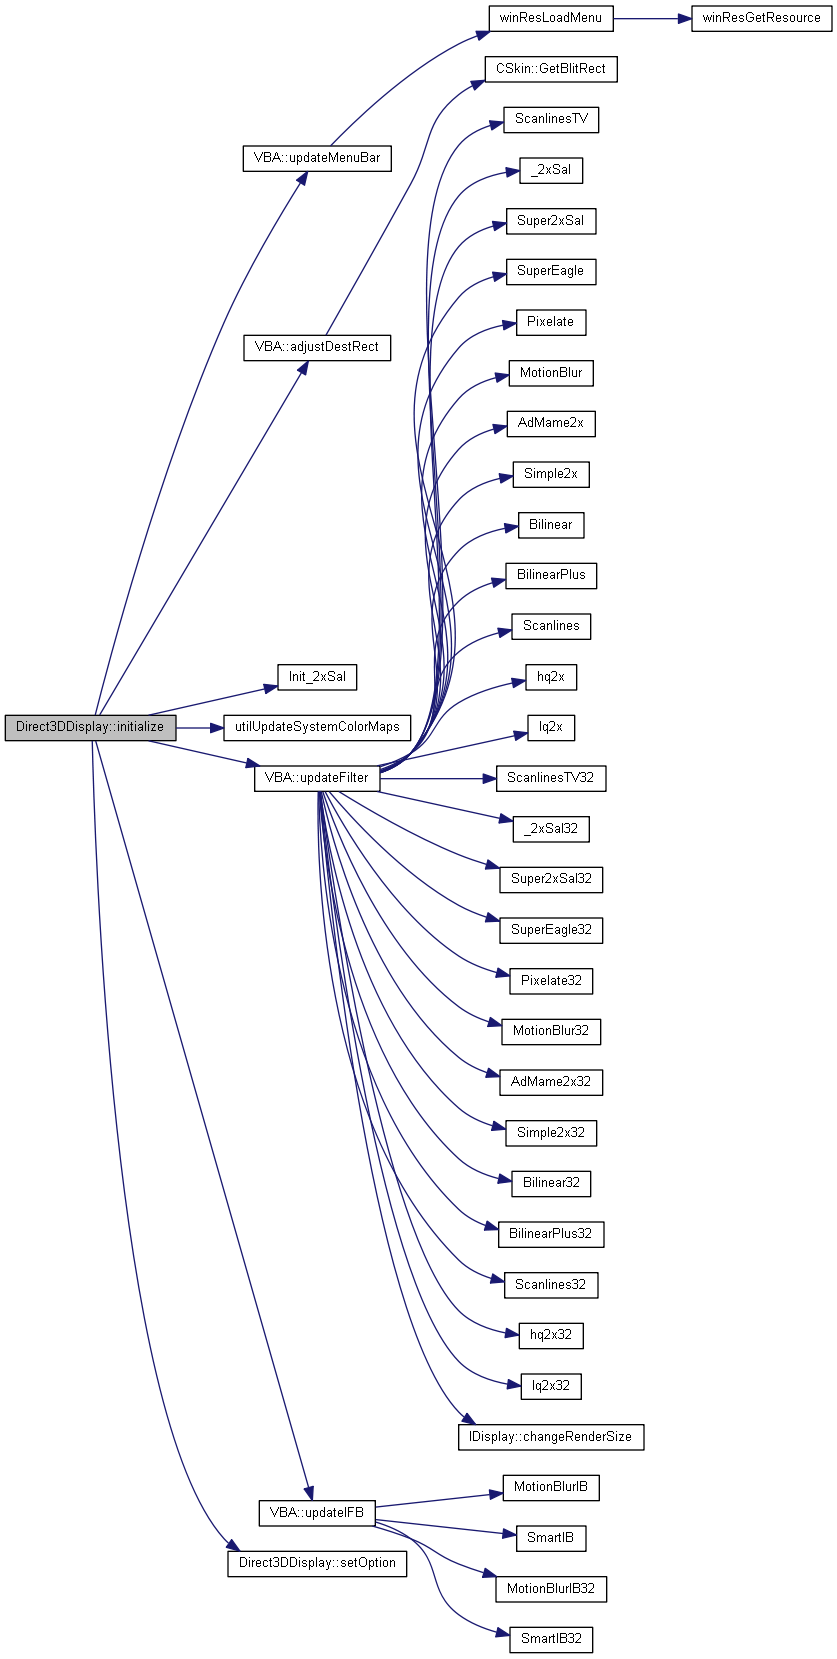 winResLoadMenu
winResGetResource
CSkin::GetBlitRect
ScanlinesTV
VBA::updateMenuBar
_2xSaI
Super2xSaI
SuperEagle
Pixelate
VBA::adjustDestRect
MotionBlur
AdMame2x
Simple2x
Bilinear
BilinearPlus
Scanlines
Init_2xSaI
hq2x
Direct3DDisplay::initialize
utilUpdateSystemColorMaps
lq2x
VBA::updateFilter
ScanlinesTV32
_2xSaI32
Super2xSaI32
SuperEagle32
Pixelate32
MotionBlur32
AdMame2x32
Simple2x32
Bilinear32
BilinearPlus32
Scanlines32
hq2x32
lq2x32
IDisplay::changeRenderSize
MotionBlurIB
VBA::updateIFB
SmartIB
Direct3DDisplay::setOption
MotionBlurIB32
SmartIB32